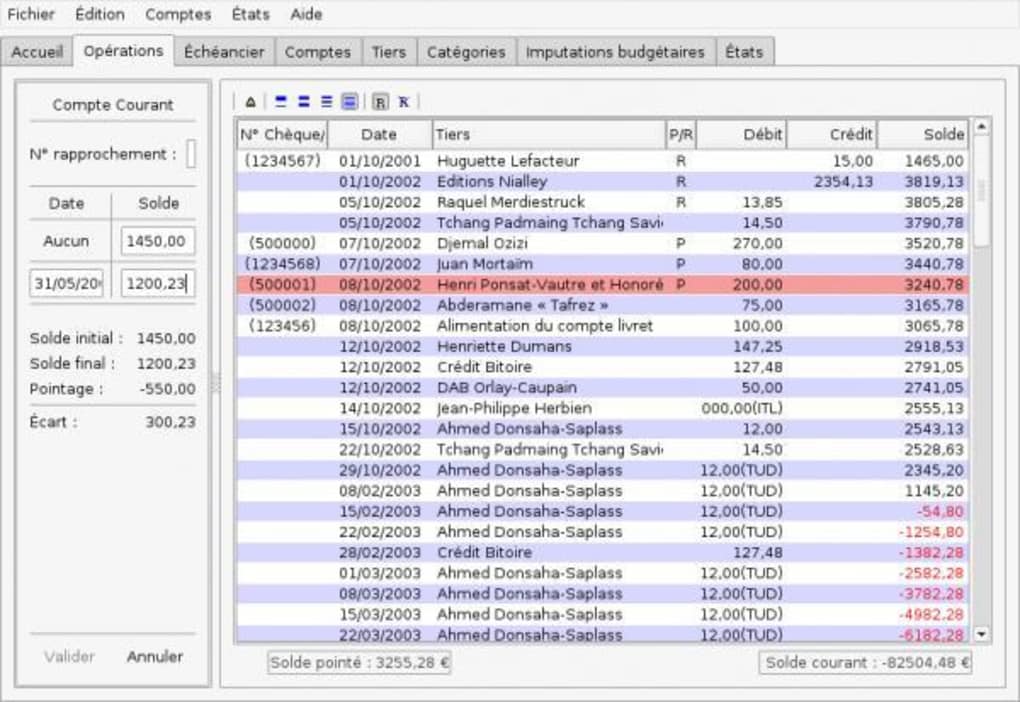 Fichier Édition Comptes États Aide
Accueil Opérations Échéancier Comptes Tiers Catégories Imputations budgétaires États
Compte Courant
N° rapprochement :
Date Solde
Aucun 1450,00
31/05/20 1200,23
Solde initial : 1450,00
Solde final : 1200,23
Pointage : -550,00
Écart : 300,23
Valider Annuler
R R
N° Chèque/ Date Tiers P/R Débit Crédit Solde
(1234567) 01/10/2001 Huguette Lefacteur R 15,00 1465,00
01/10/2002 Editions Nialley R 2354,13 3819,13
05/10/2002 Raquel Merdiestruck R 13,85 3805,28
05/10/2002 Tchang Padmaing Tchang Savi 14,50 3790,78
(500000) 07/10/2002 Djemal Ozizi P 270,00 3520,78
(1234568) 07/10/2002 Juan Mortaïm P 80,00 3440,78
(500001) 08/10/2002 Henri Ponsat-Vautre et Honoré P 200,00 3240,78
(500002) 08/10/2002 Abderamane « Tafrez » 75,00 3165,78
(123456) 08/10/2002 Alimentation du compte livret 100,00 3065,78
12/10/2002 Henriette Dumans 147,25 2918,53
12/10/2002 Crédit Bitoire 127,48 2791,05
12/10/2002 DAB Orlay-Caupain 50,00 2741,05
14/10/2002 Jean-Philippe Herbien 000,00(ITL) 2555,13
15/10/2002 Ahmed Donsaha-Saplass 12,00 2543,13
22/10/2002 Tchang Padmaing Tchang Savi 14,50 2528,63
29/10/2002 Ahmed Donsaha-Saplass 12,00(TUD) 2345,20
08/02/2003 Ahmed Donsaha-Saplass 12,00(TUD) 1145,20
15/02/2003 Ahmed Donsaha-Saplass 12,00(TUD) -54,80
22/02/2003 Ahmed Donsaha-Saplass 12,00(TUD) -1254,80
28/02/2003 Crédit Bitoire 127,48 -1382,28
01/03/2003 Ahmed Donsaha-Saplass 12,00(TUD) -2582,28
08/03/2003 Ahmed Donsaha-Saplass 12,00(TUD) -3782,28
15/03/2003 Ahmed Donsaha-Saplass 12,00(TUD) -4982,28
22/03/2003 Ahmed Donsaha-Saplass 12,00(TUD) -6182,28
Solde pointé : 3255,28 € Solde courant : -82504,48 €